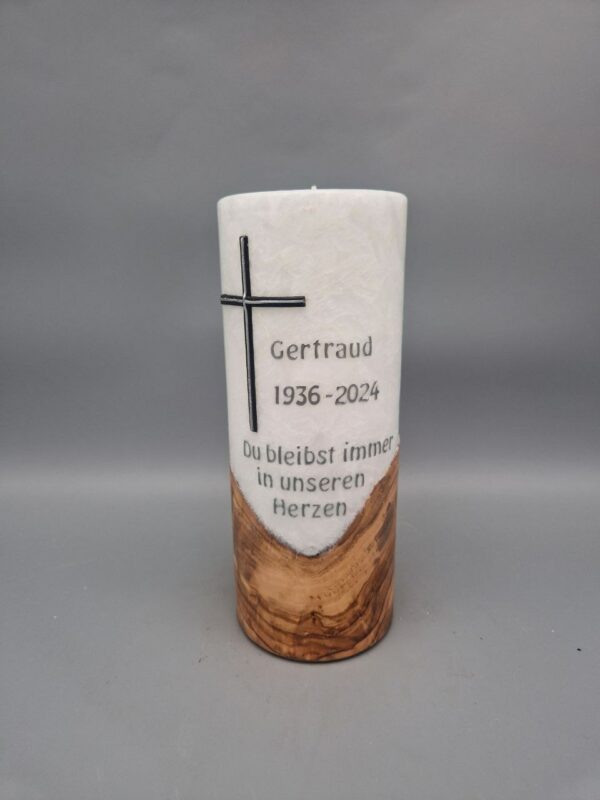 Gertraud
1936-2024
Du bleibst immer
in unseren
Herzen